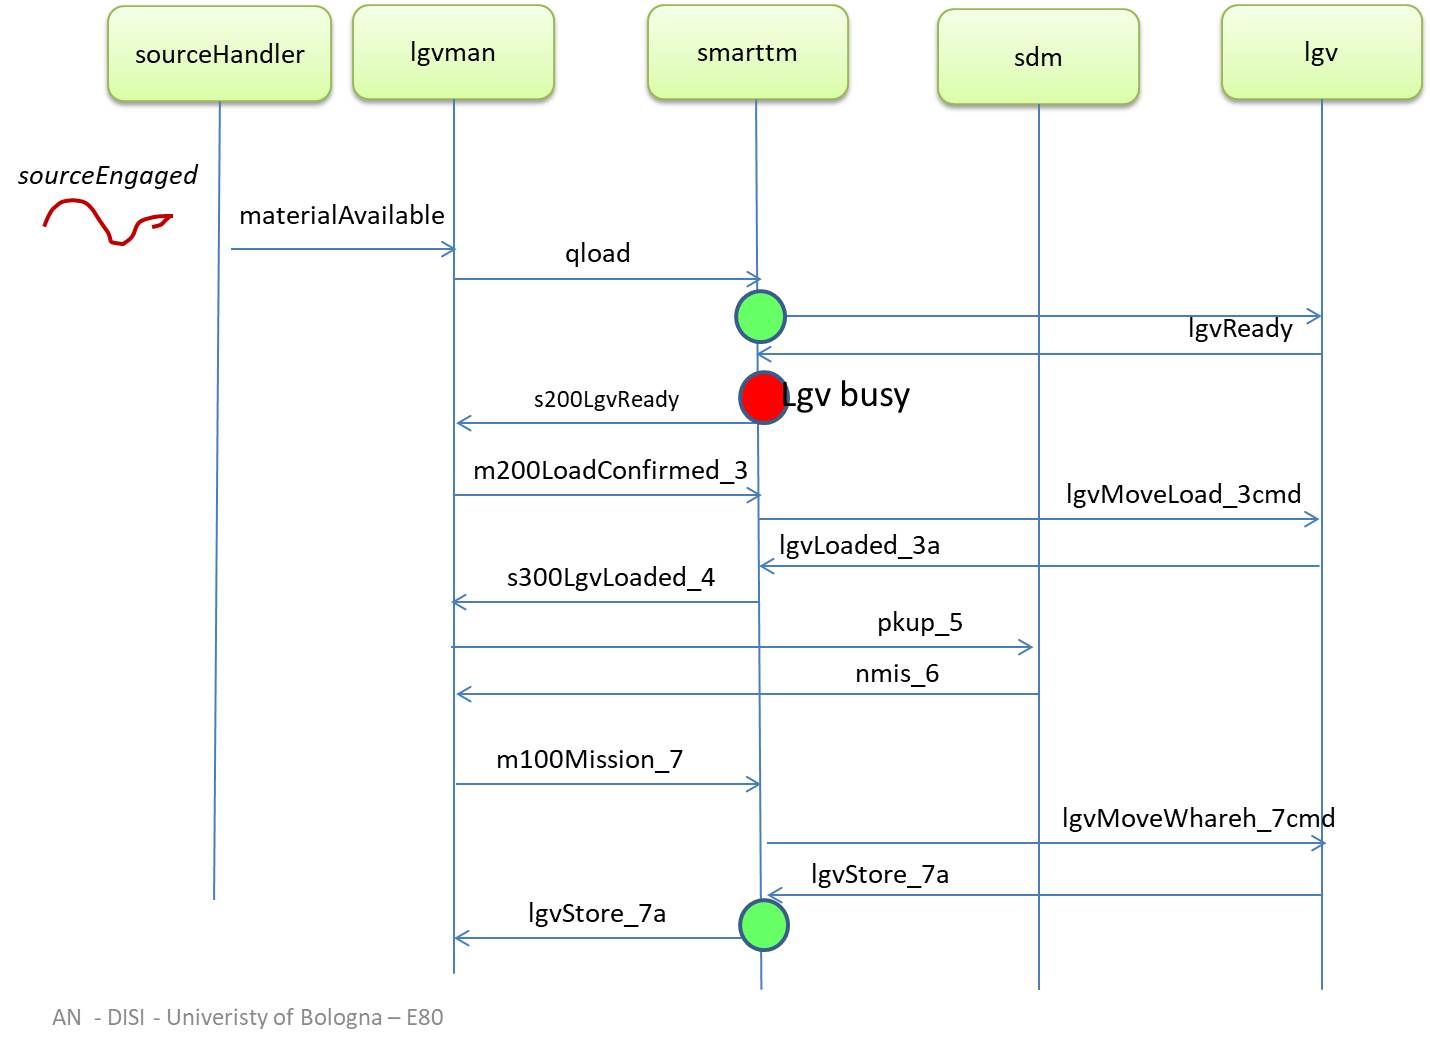 sourceHandler
lgvman
smarttm
sdm
lgv
sourceEngaged
materialAvailable
qload
lgvReady
Lgv busy
s200LgvReady
m200LoadConfirmed_3
lgvMoveLoad_3cmd
lgvLoaded_3a
s300LgvLoaded_4
pkup_5
nmis_6
m100Mission_7
lgvMoveWhareh_7cmd
lgvStore_7a
lgvStore_7a
AN - DISI - Univeristy of Bologna – E80